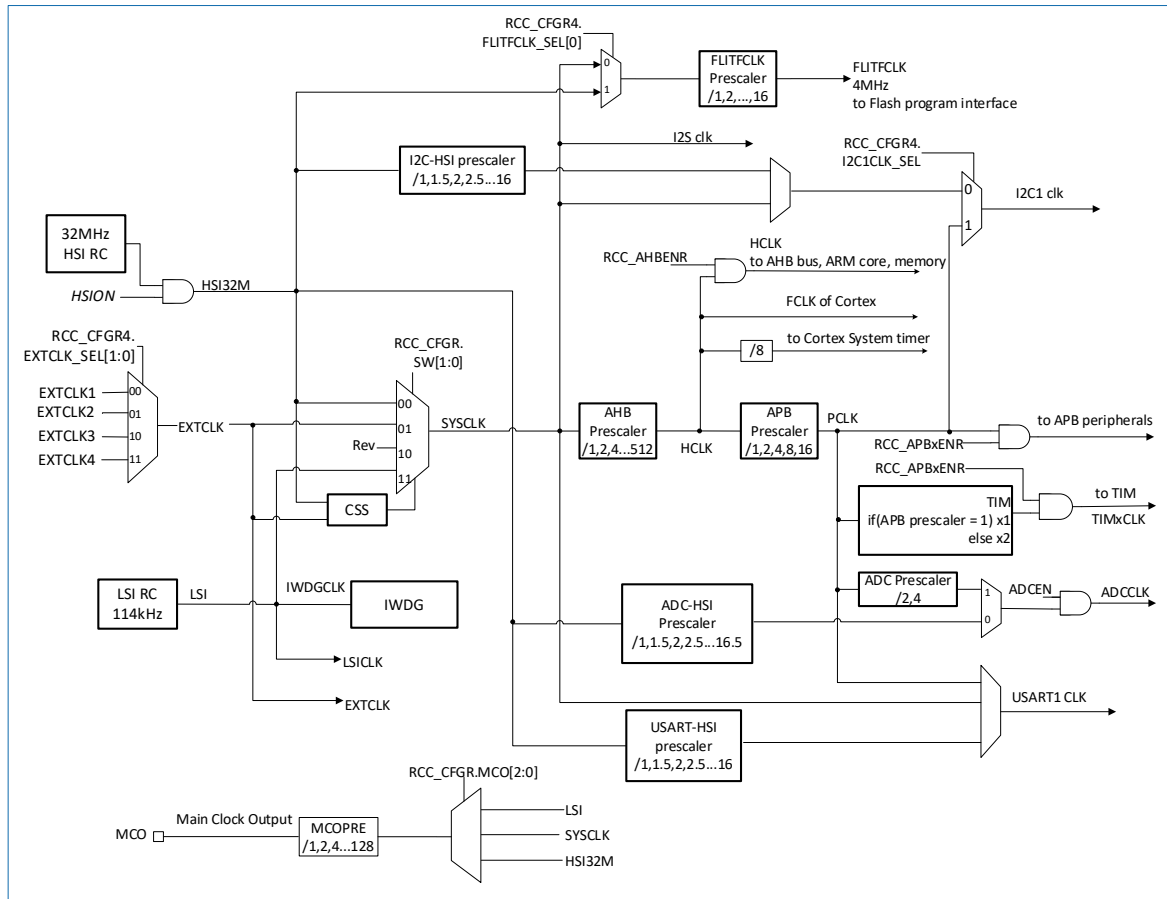 RCC_CFGR4.
FLITFCLK_SEL[0]
0
1
FLITFCLK
Prescaler
/1,2,...,16
FLITFCLK
4MHz
to Flash program interface
I2S clk
I2C-HSI prescaler
/1,1.5,2,2.5...16
RCC_CFGR4.
I2C1CLK_SEL
0
1
I2C1 clk
32MHz
HSI RC
HSION
HSI32M
RCC_AHBENR
HCLK
to AHB bus, ARM core, memory
FCLK of Cortex
/8
to Cortex System timer
RCC_CFGR4.
EXTCLK_SEL[1:0]
EXTCLK1
EXTCLK2
EXTCLK3
EXTCLK4
00
01
10
11
EXTCLK
RCC_CFGR.
SW[1:0]
00
01
Rev
10
11
SYSCLK
CSS
AHB
Prescaler
/1,2,4...512
HCLK
APB
Prescaler
/1,2,4,8,16
PCLK
to APB peripherals
RCC_APBxENR
RCC_APBxENR
TIM
if(APB prescaler = 1) x1
else x2
to TIM
TIMxCLK
LSI RC
114kHz
LSI
IWDGCLK
IWDG
LSICLK
EXTCLK
ADC-HSI
Prescaler
/1,1.5,2,2.5...16.5
ADC Prescaler
/2,4
1
0
ADCEN
ADCCLK
USART-HSI
prescaler
/1,1.5,2,2.5...16
USART1 CLK
RCC_CFGR.MCO[2:0]
MCO
Main Clock Output
MCOPRE
/1,2,4...128
LSI
SYSCLK
HSI32M